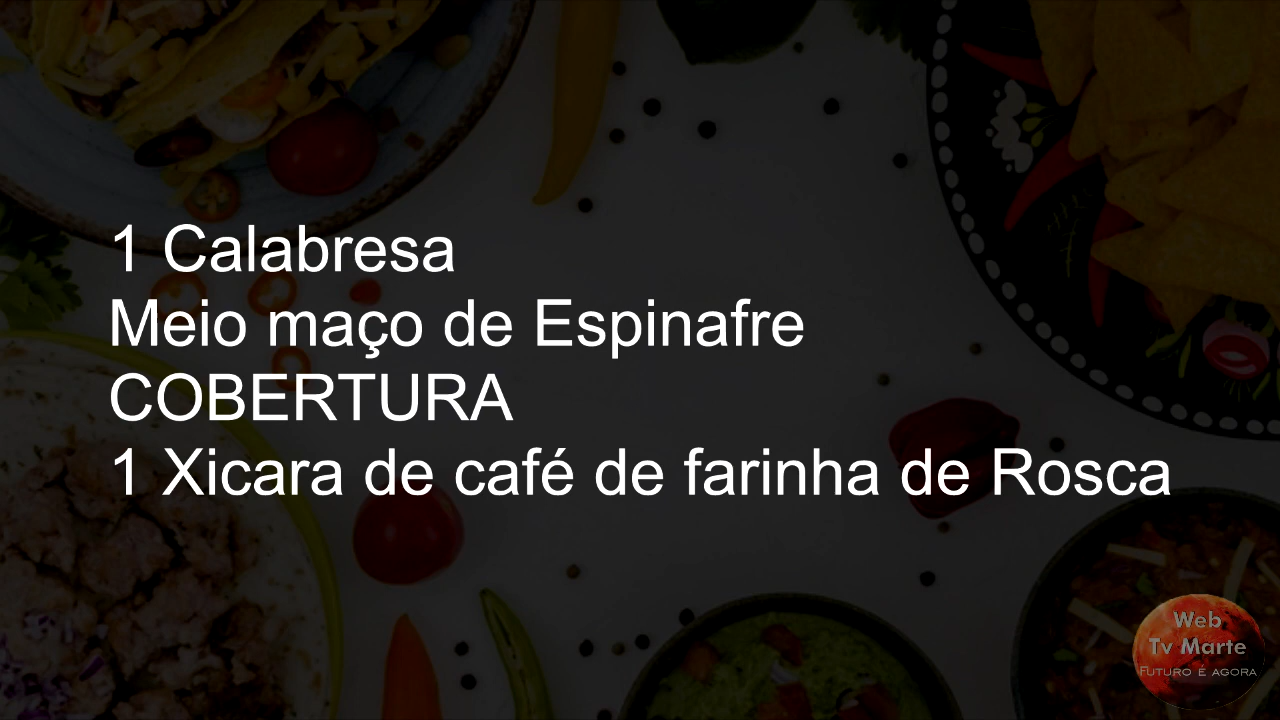 1 Calabresa
Meio maço de Espinafre
COBERTURA
1 Xicara de café de farinha de Rosca
Web
Tv Marte
Futuro é agora